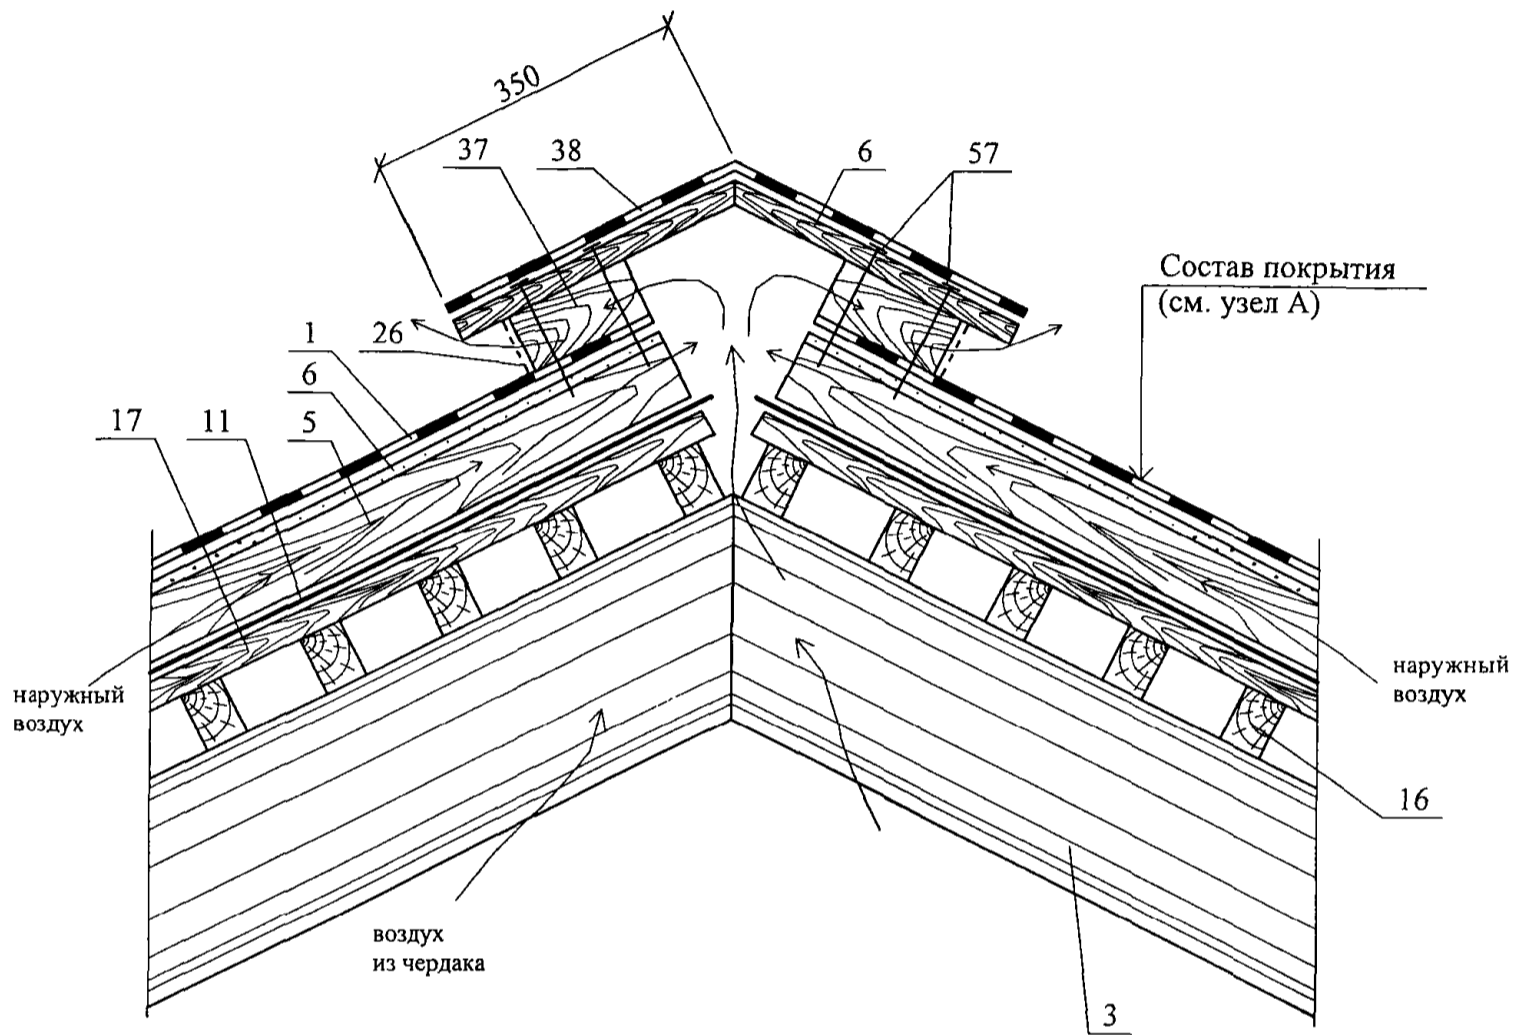 350
37
38
6
57
Состав покрытия
(см. узел А)
1
26
6
17
11
5
наружный
воздух
наружный
воздух
16
воздух
из чердака
3